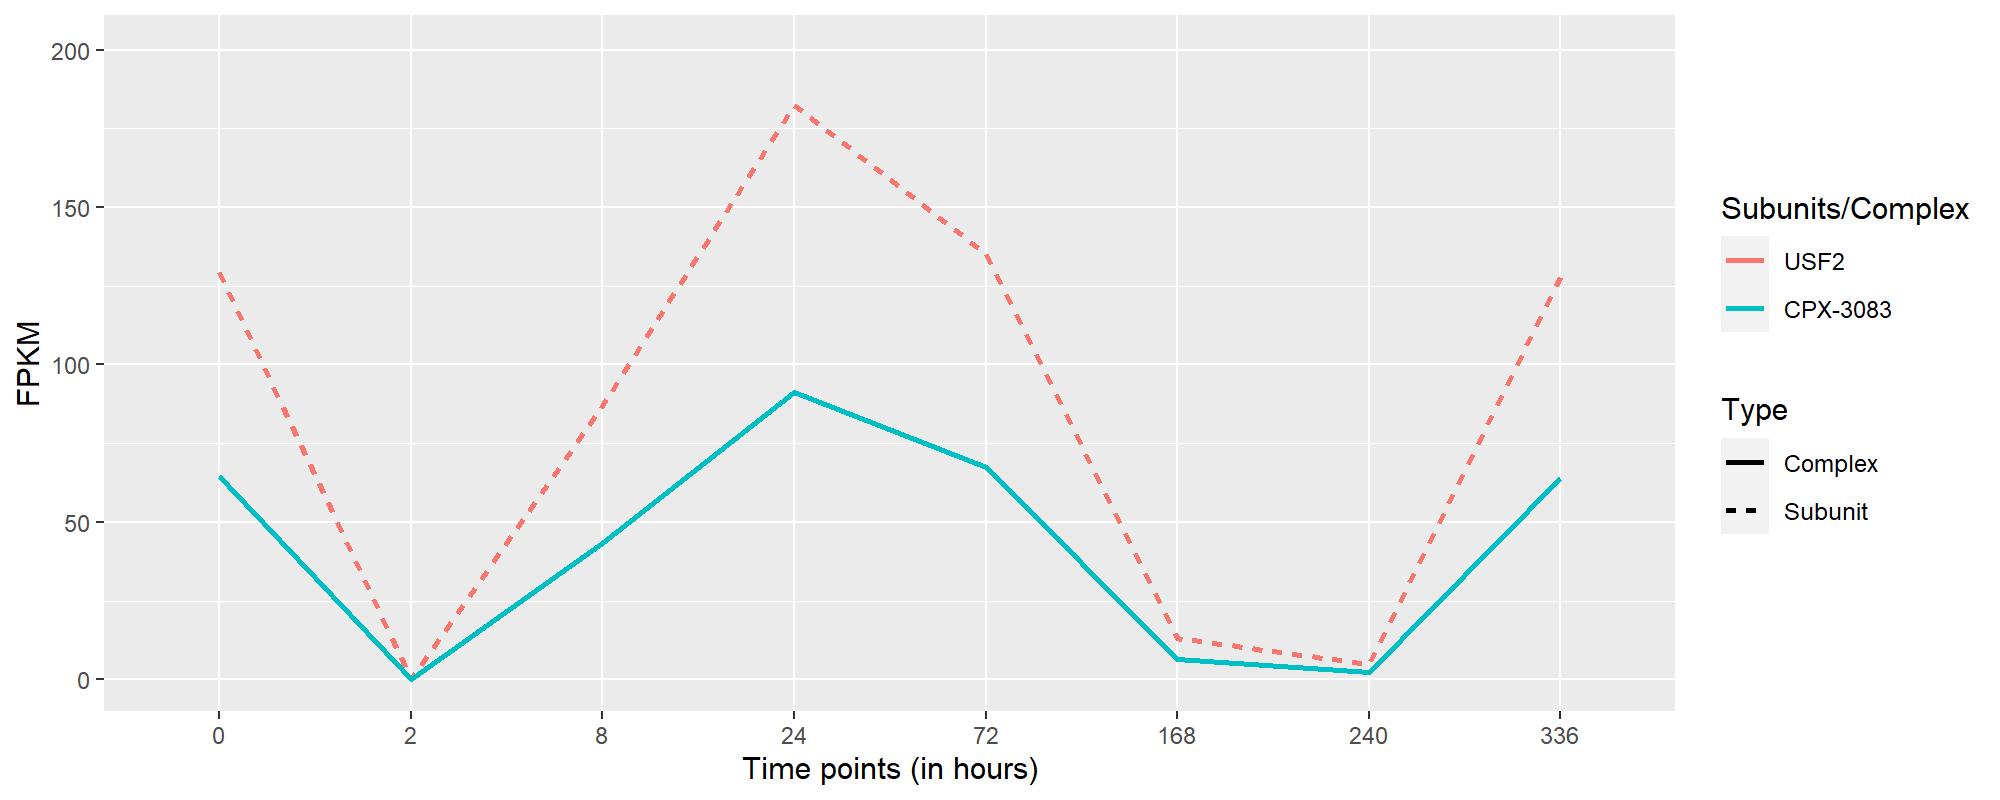 200
150
100
50
0
FPKM
0 2 8 24 72 168 240 336
Time points (in hours)
Subunits/Complex
USF2
CPX-3083
Type
Complex
Subunit